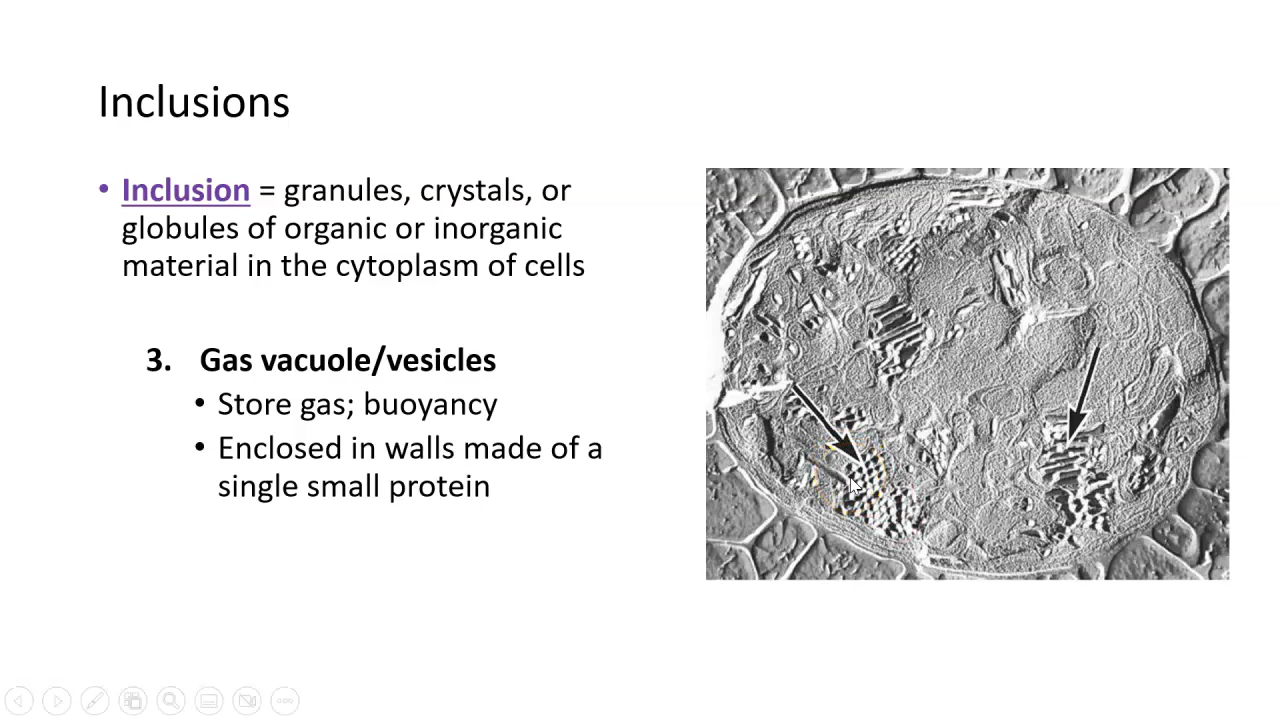 Inclusions
• Inclusion = granules, crystals, or
globules of organic or inorganic
material in the cytoplasm of cells
3. Gas vacuole/vesicles
• Store gas; buoyancy
• Enclosed in walls made of a
single small protein